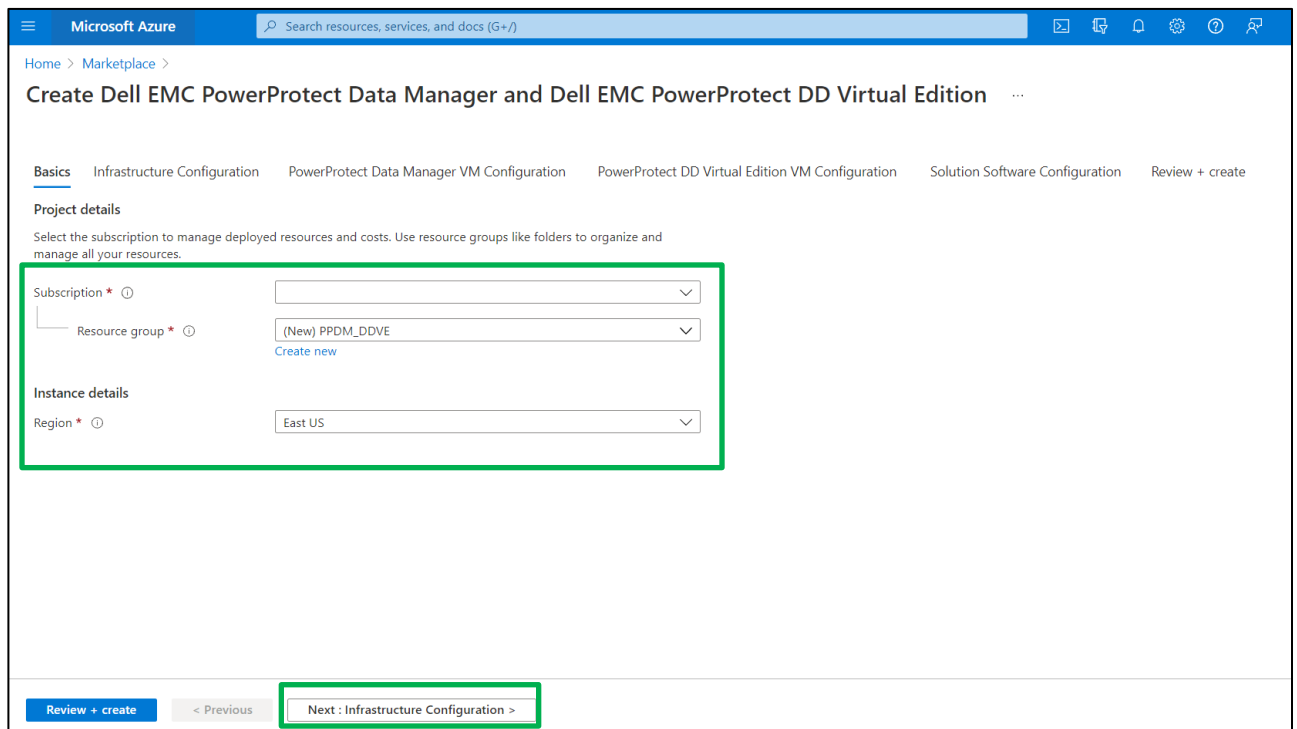 Microsoft Azure
Search resources, services, and docs (G+/)
Home > Marketplace >
Create Dell EMC PowerProtect Data Manager and Dell EMC PowerProtect DD Virtual Edition ...
Basics Infrastructure Configuration PowerProtect Data Manager VM Configuration PowerProtect DD Virtual Edition VM Configuration Solution Software Configuration Review + create
Project details
Select the subscription to manage deployed resources and costs. Use resource groups like folders to organize and
manage all your resources.
Subscription *
Resource group * (New) PPDM_DDVE
Create new
Instance details
Region * East US
Review + create < Previous Next : Infrastructure Configuration >